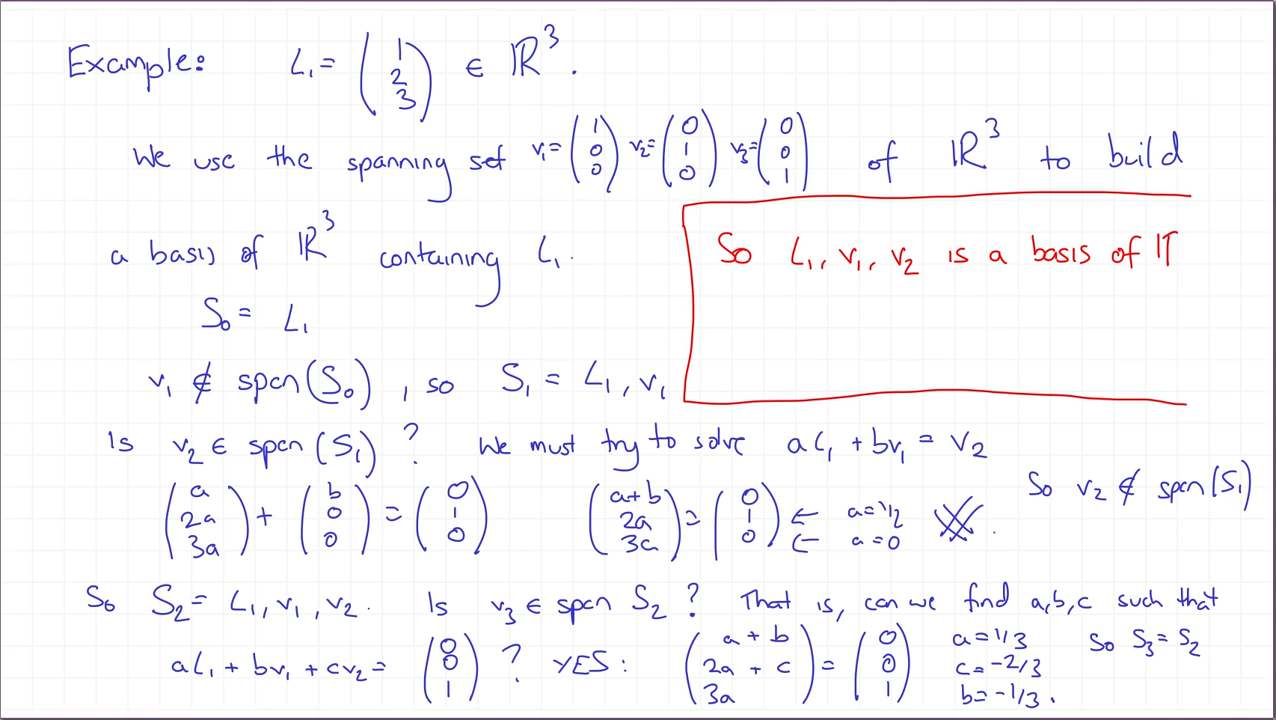 Example: L₁ = (1 2 3) ∈ ℝ³.
We use the spanning set v₁ = (1 0 0) v₂ = (0 1 0) v₃ = (0 0 1) of ℝ³ to build
a basis of ℝ³ containing L₁.
So L₁, v₁, v₂ is a basis of
S₀ = L₁
v₁ ∉ span(S₀), so S₁ = L₁, v₁
Is v₂ ∈ span(S₁)? We must try to solve aL₁ + bv₁ = v₂
(a 2a 3a) + (b 0 0) = (0 1 0) (a+b 2a 3a) = (0 1 0) ← a=1/2 ← a=0 So v₂ ∉ span(S₁)
So S₂ = L₁, v₁, v₂. Is v₃ ∈ span S₂? That is, can we find a,b,c such that
aL₁ + bv₁ + cv₂ = (0 0 1)? YES: (a+b 2a+c 3a) = (0 0 1) a=1/3 c=-2/3 b=-1/3. So S₃ = S₂